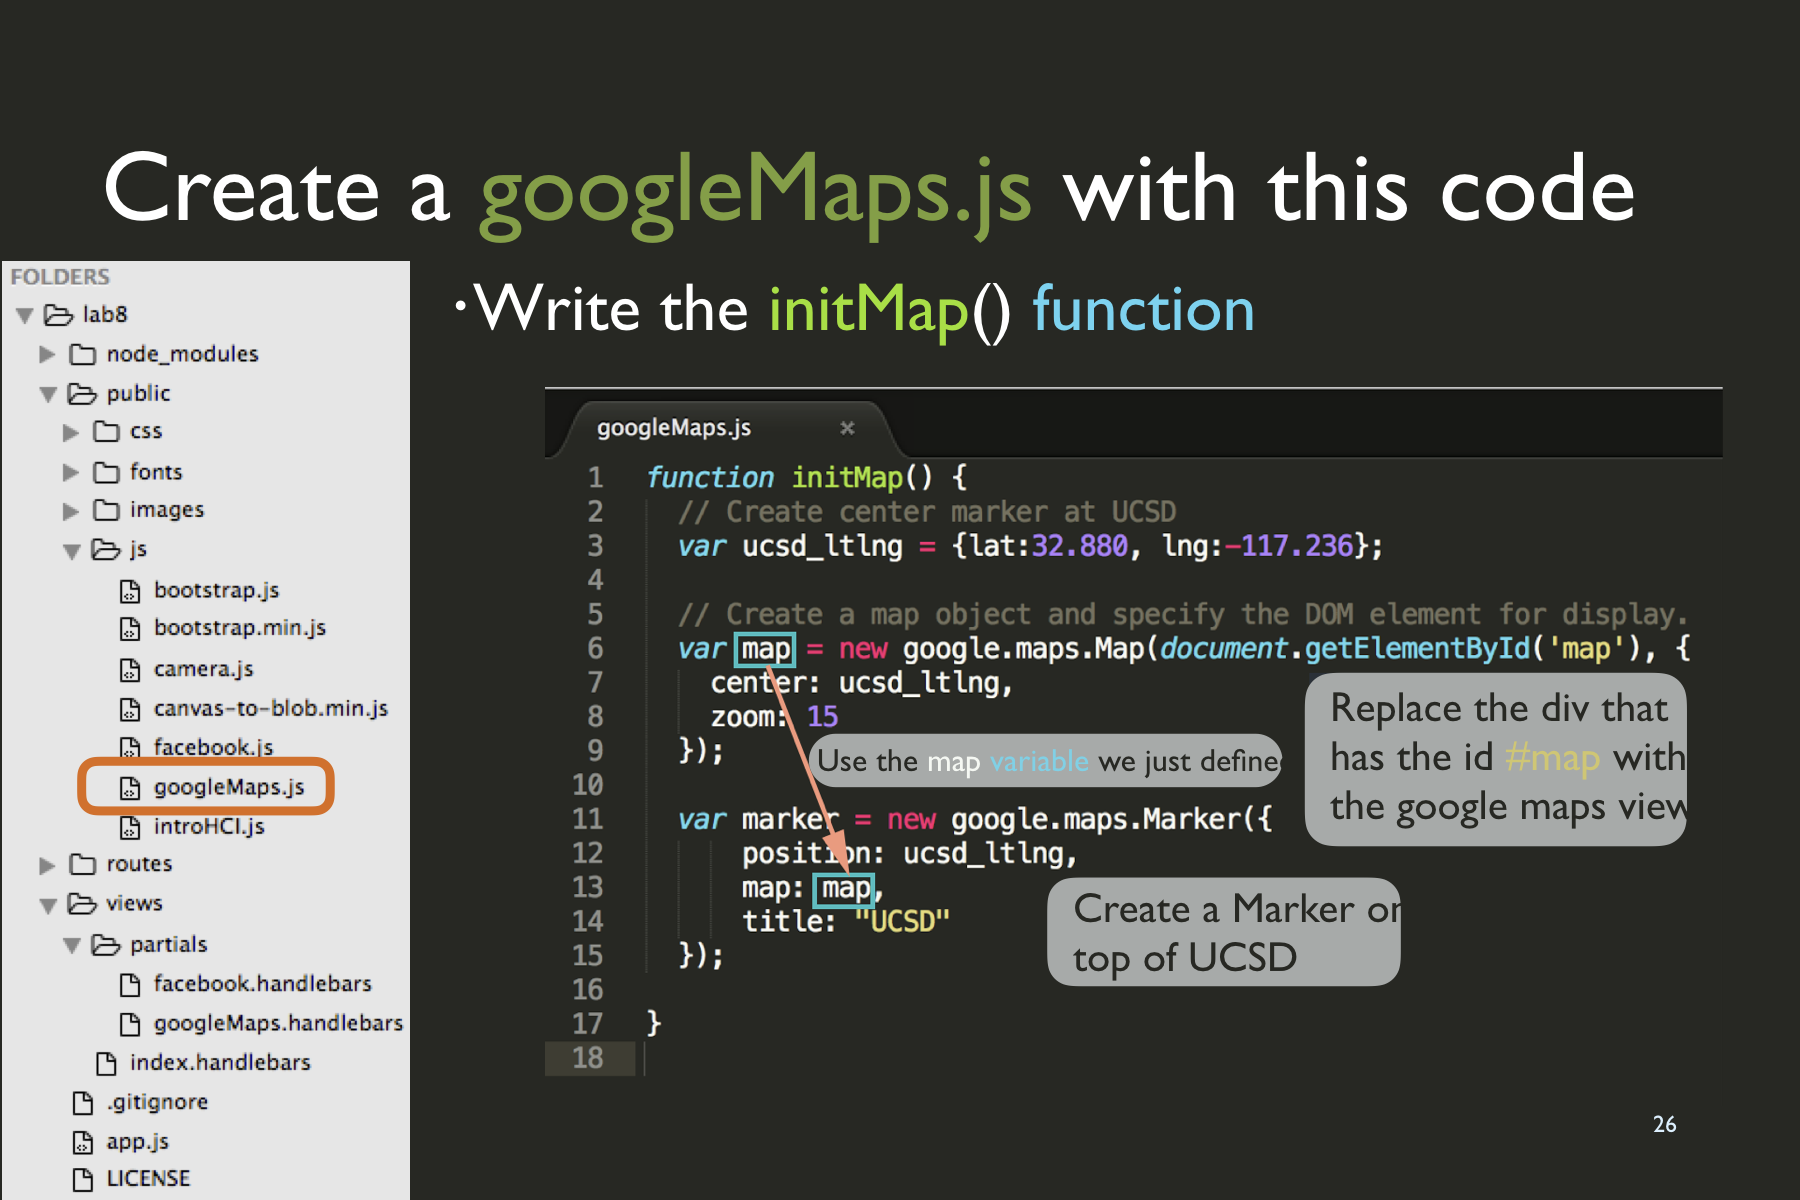 Create a googleMaps.js with this code
FOLDERS
lab8
node_modules
public
css
fonts
images
js
bootstrap.js
bootstrap.min.js
camera.js
canvas-to-blob.min.js
facebook.js
googleMaps.js
introHCI.js
routes
views
partials
facebook.handlebars
googleMaps.handlebars
index.handlebars
.gitignore
app.js
LICENSE
•Write the initMap() function
googleMaps.js ×
1 function initMap() {
2 // Create center marker at UCSD
3 var ucsd_ltlng = {lat:32.880, lng:-117.236};
4
5 // Create a map object and specify the DOM element for display.
6 var map = new google.maps.Map(document.getElementById('map'), {
7 center: ucsd_ltlng,
8 zoom: 15
9 });
10
11 var marker = new google.maps.Marker({
12 position: ucsd_ltlng,
13 map: map,
14 title: "UCSD"
15 });
16
17 }
18
Use the map variable we just define
Replace the div that
has the id #map with
the google maps view
Create a Marker on
top of UCSD
26